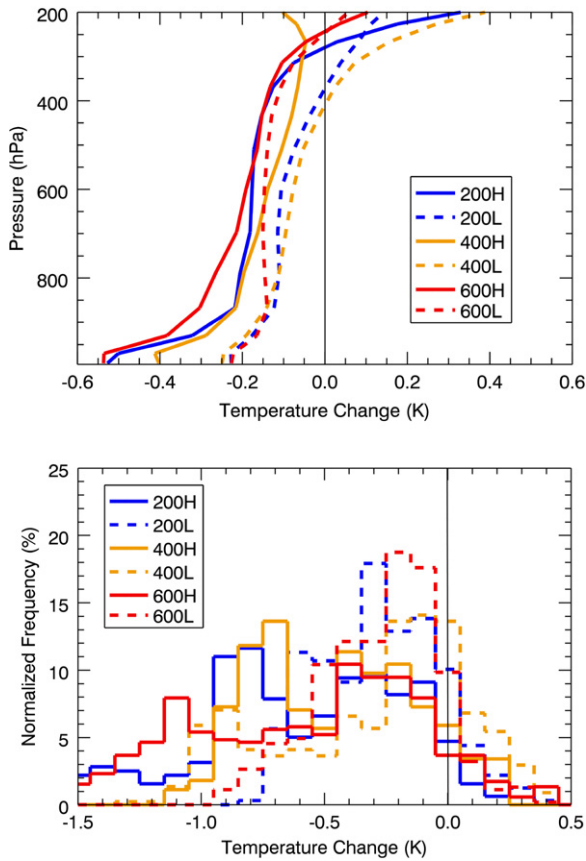 200
400
600
800
Pressure (hPa)
200H
200L
400H
400L
600H
600L
-0.6 -0.4 -0.2 0.0 0.2 0.4 0.6
Temperature Change (K)
25
20
15
10
5
0
Normalized Frequency (%)
200H
200L
400H
400L
600H
600L
-1.5 -1.0 -0.5 0.0 0.5
Temperature Change (K)